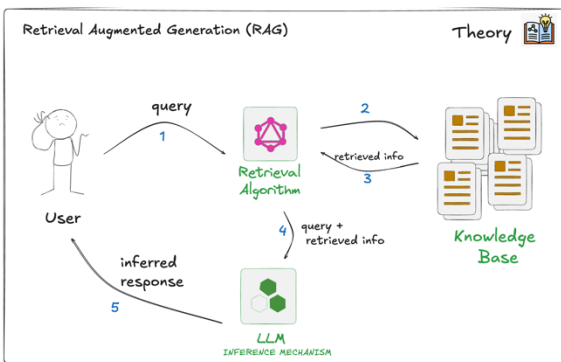 Retrieval Augmented Generation (RAG)
Theory
query
1
2
retrieved info
3
Retrieval
Algorithm
User
4
query +
retrieved info
Knowledge
Base
inferred
response
5
LLM
INFERENCE MECHANISM